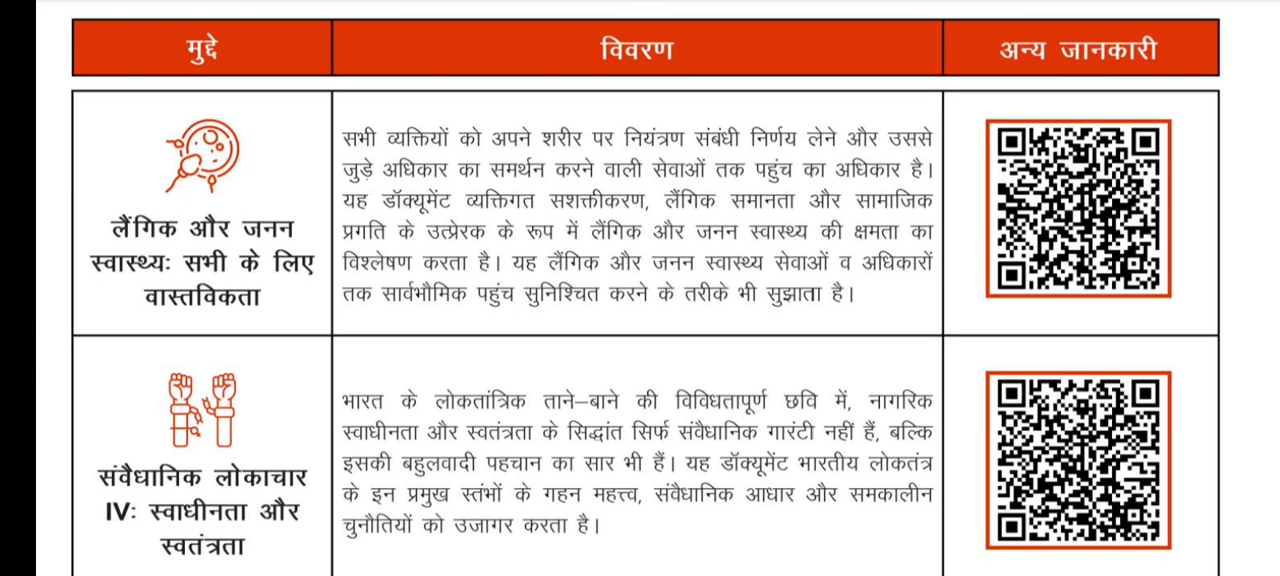 मुद्दे
विवरण
अन्य जानकारी
लैंगिक और जनन
स्वास्थ्यः सभी के लिए
वास्तविकता
सभी व्यक्तियों को अपने शरीर पर नियंत्रण संबंधी निर्णय लेने और उससे
जुड़े अधिकार का समर्थन करने वाली सेवाओं तक पहुंच का अधिकार है।
यह डॉक्यूमेंट व्यक्तिगत सशक्तीकरण, लैंगिक समानता और सामाजिक
प्रगति के उत्प्रेरक के रूप में लैंगिक और जनन स्वास्थ्य की क्षमता का
विश्लेषण करता है। यह लैंगिक और जनन स्वास्थ्य सेवाओं व अधिकारों
तक सार्वभौमिक पहुंच सुनिश्चित करने के तरीके भी सुझाता है।
संवैधानिक लोकाचार
IV: स्वाधीनता और
स्वतंत्रता
भारत के लोकतांत्रिक ताने–बाने की विविधतापूर्ण छवि में, नागरिक
स्वाधीनता और स्वतंत्रता के सिद्धांत सिर्फ संवैधानिक गारंटी नहीं हैं, बल्कि
इसकी बहुलवादी पहचान का सार भी हैं। यह डॉक्यूमेंट भारतीय लोकतंत्र
के इन प्रमुख स्तंभों के गहन महत्त्व, संवैधानिक आधार और समकालीन
चुनौतियों को उजागर करता है।